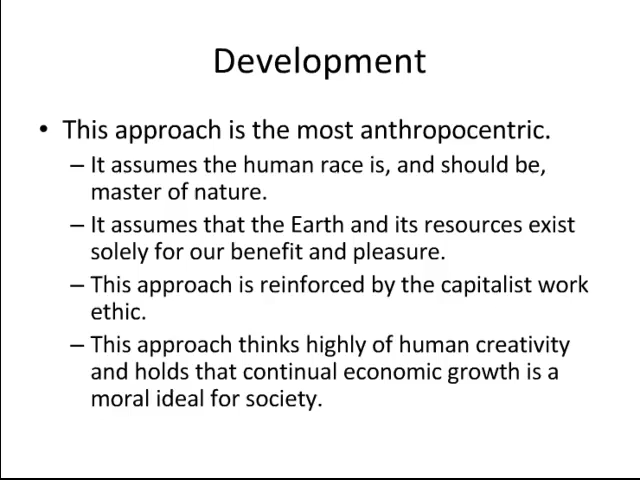 Development
• This approach is the most anthropocentric.
– It assumes the human race is, and should be,
master of nature.
– It assumes that the Earth and its resources exist
solely for our benefit and pleasure.
– This approach is reinforced by the capitalist work
ethic.
– This approach thinks highly of human creativity
and holds that continual economic growth is a
moral ideal for society.